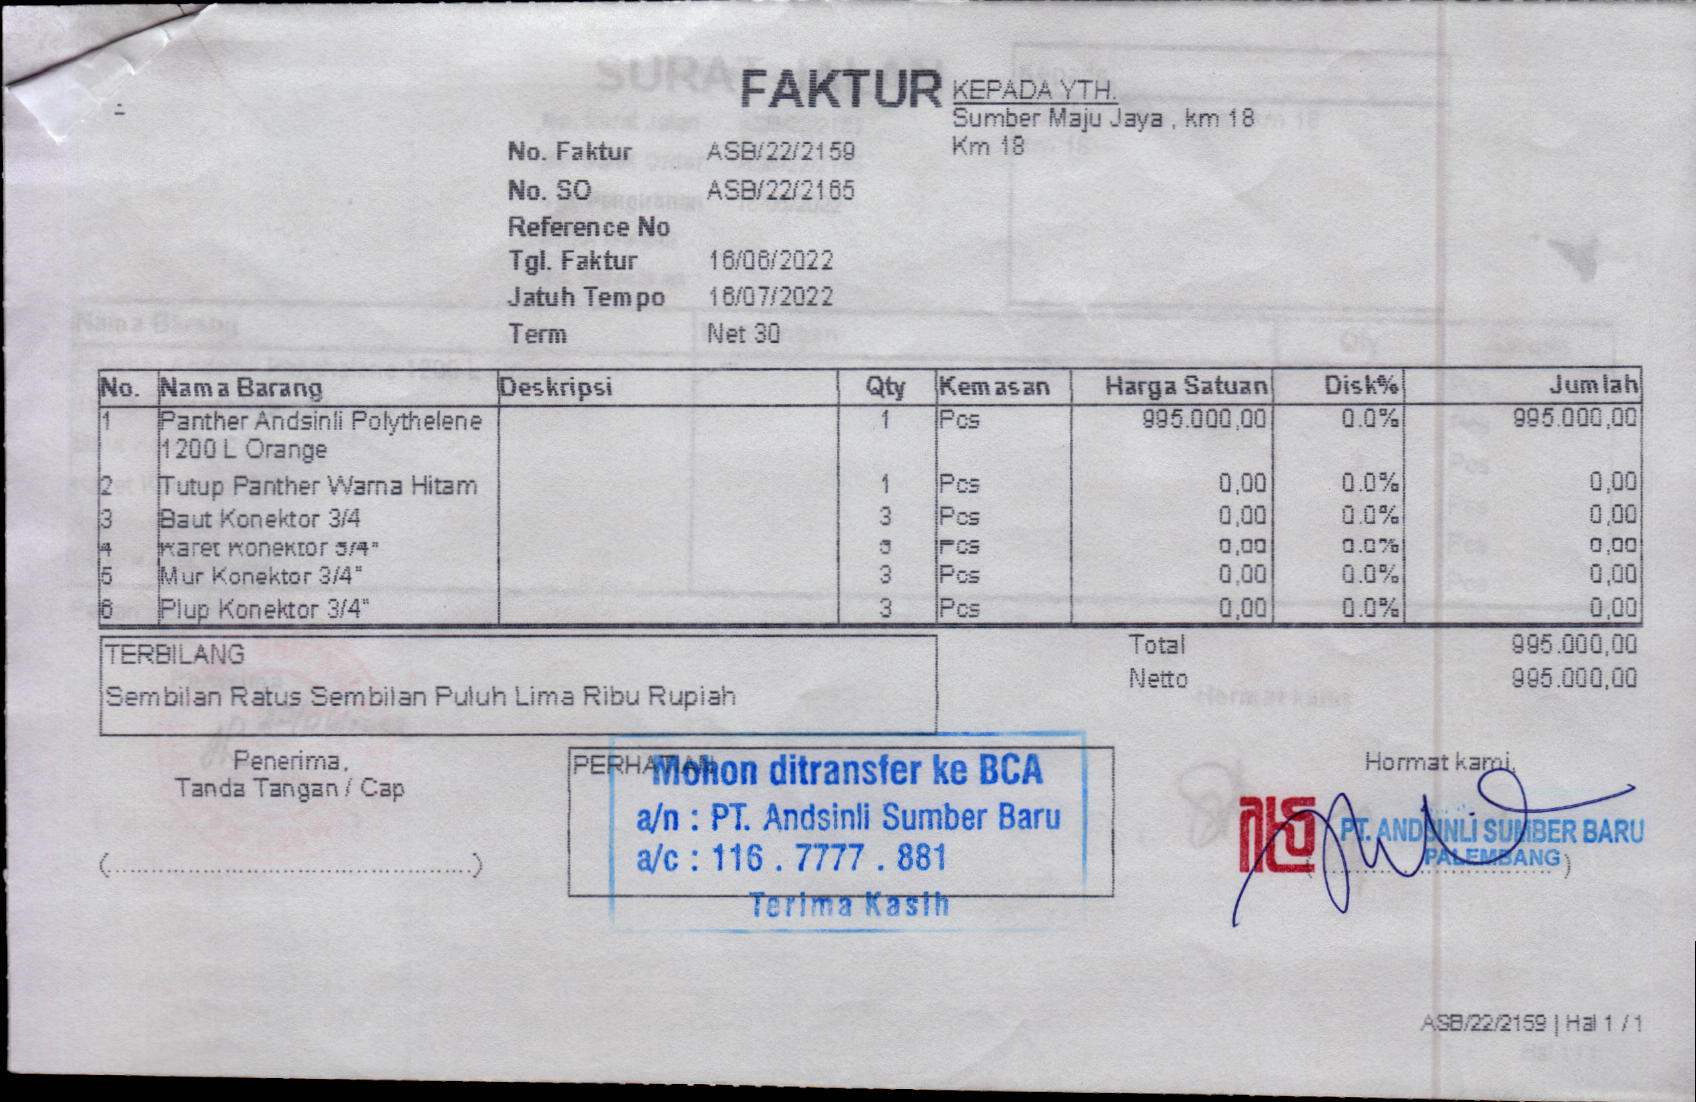 FAKTUR
KEPADA YTH.
Sumber Maju Jaya , km 18
Km 18
No. Faktur ASB/22/2159
No. SO ASB/22/2165
Reference No
Tgl. Faktur 16/06/2022
Jatuh Tempo 16/07/2022
Term Net 30
No. Nama Barang Deskripsi Qty Kemasan Harga Satuan Disk% Jumlah
1 Panther Andsinli Polythelene 1 Pcs 995.000,00 0.0% 995.000,00
1200 L Orange
2 Tutup Panther Warna Hitam 1 Pcs 0,00 0.0% 0,00
3 Baut Konektor 3/4 3 Pcs 0,00 0.0% 0,00
4 Karet Konektor 3/4" 3 Pcs 0,00 0.0% 0,00
5 Mur Konektor 3/4" 3 Pcs 0,00 0.0% 0,00
6 Plup Konektor 3/4" 3 Pcs 0,00 0.0% 0,00
TERBILANG
Sembilan Ratus Sembilan Puluh Lima Ribu Rupiah
Total 995.000,00
Netto 995.000,00
Penerima,
Tanda Tangan / Cap
PERHATIAN
Mohon ditransfer ke BCA
a/n : PT. Andsinli Sumber Baru
a/c : 116 . 7777 . 881
Terima Kasih
Hormat kami,
PT. ANDSINLI SUMBER BARU
PALEMBANG
ASB/22/2159 | Hal 1 / 1